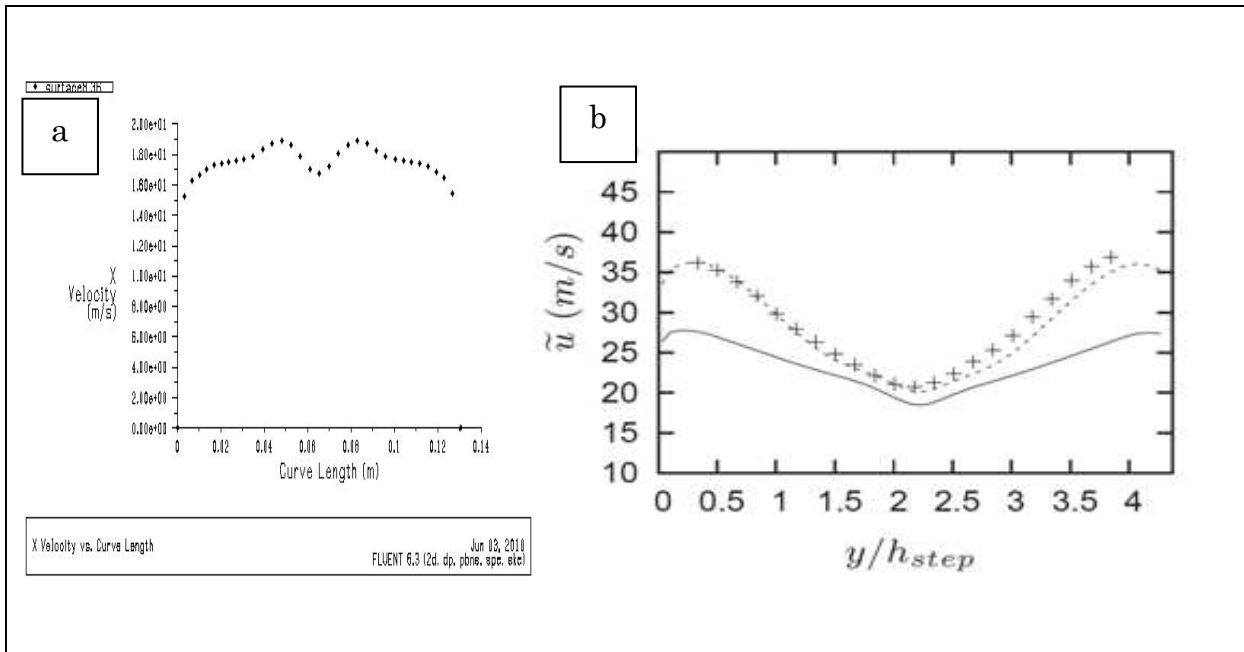 a
2.00e+01
1.80e+01
1.60e+01
1.40e+01
1.20e+01
1.00e+01
8.00e+00
6.00e+00
4.00e+00
2.00e+00
0.00e+00
X
Velocity
(m/s)
0 0.02 0.04 0.06 0.08 0.1 0.12 0.14
Curve Length (m)
X Velocity vs. Curve Length
Jun 03, 2010
FLUENT 6.3 (2d, dp, pbns, spe, ske)
b
45
40
35
30
25
20
15
10
ũ (m/s)
0 0.5 1 1.5 2 2.5 3 3.5 4
y/h_step